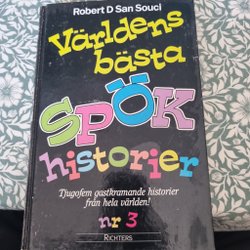 Robert D San Souci
Världens
bästa
SPÖK
historier
Tjugofem gastkramande historier
från hela världen!
nr 3
RICHTERS